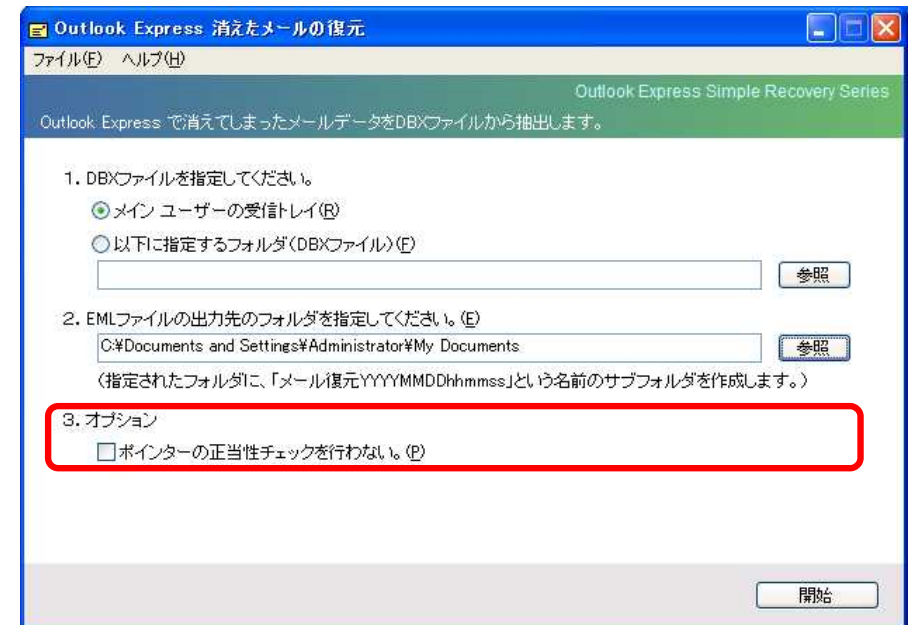 Outlook Express 消えたメールの復元
ファイル(F) ヘルプ(H)
Outlook Express Simple Recovery Series
Outlook Express で消えてしまったメールデータをDBXファイルから抽出します。
1. DBXファイルを指定してください。
メイン ユーザーの受信トレイ(R)
以下に指定するフォルダ(DBXファイル)(F)
参照
2. EMLファイルの出力先のフォルダを指定してください。(E)
C:¥Documents and Settings¥Administrator¥My Documents
参照
(指定されたフォルダに、「メール復元YYYYMMDDhhmmss」という名前のサブフォルダを作成します。)
3. オプション
ポインターの正当性チェックを行わない。(P)
開始